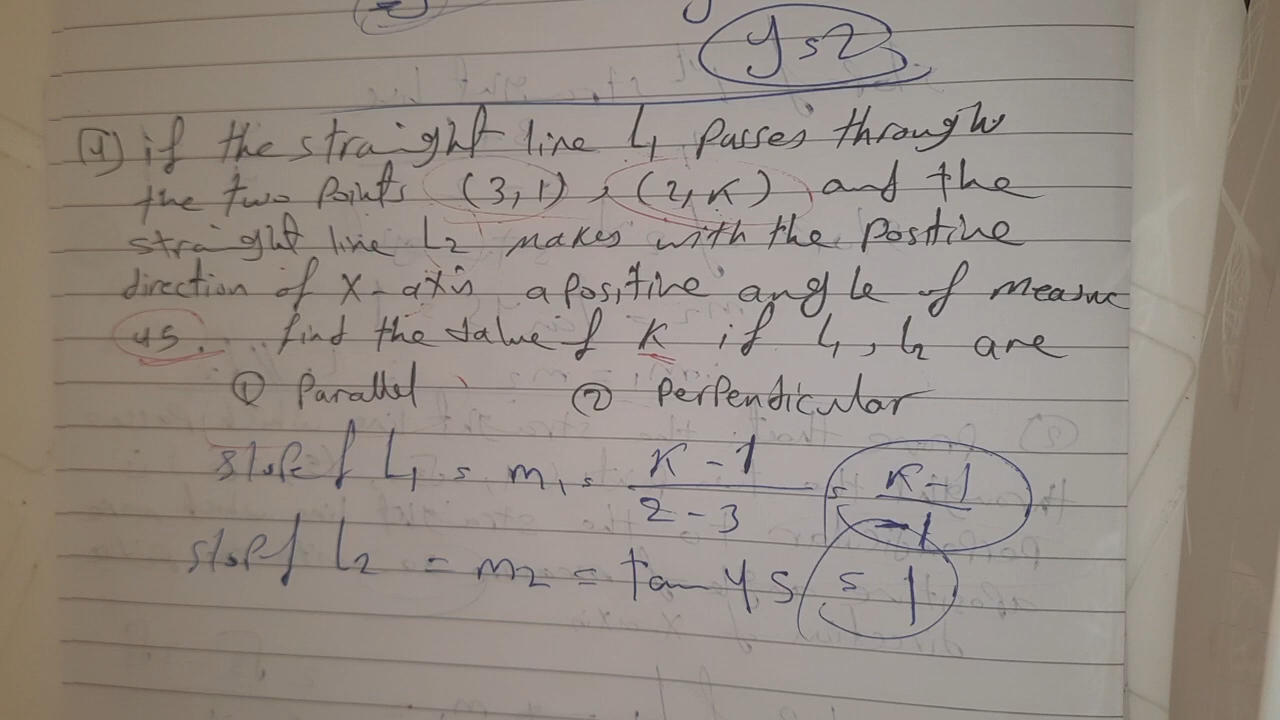 y = 2
(4) if the straight line L1 passes through
the two points (3,1), (2,K) and the
straight line L2 makes with the positive
direction of X-axis a positive angle of measure
45. find the value of K if L1, L2 are
① Parallel ② Perpendicular
slope of L1 = m1 = K-1/2-3 = K-1/-1
slope of L2 = m2 = tan 45 = 1